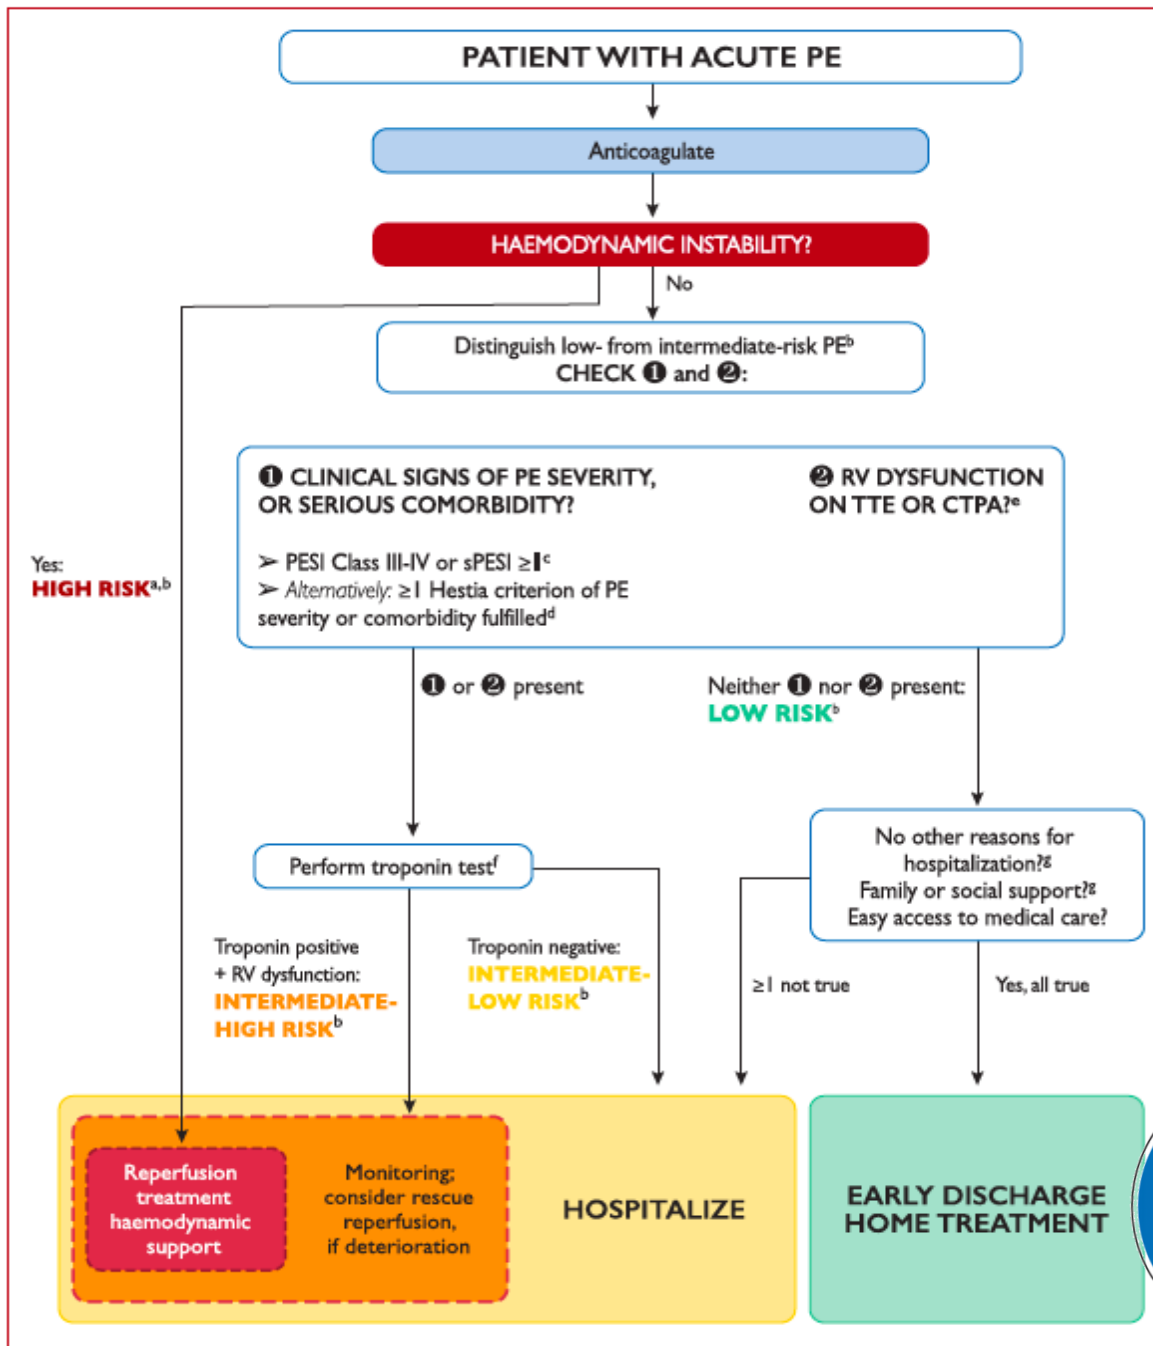 PATIENT WITH ACUTE PE
Anticoagulate
HAEMODYNAMIC INSTABILITY?
No
Distinguish low- from intermediate-risk PEᵇ
CHECK ❶ and ❷:
❶ CLINICAL SIGNS OF PE SEVERITY,
OR SERIOUS COMORBIDITY?
➢ PESI Class III-IV or sPESI ≥Iᶜ
➢ Alternatively: ≥1 Hestia criterion of PE
severity or comorbidity fulfilledᵈ
❷ RV DYSFUNCTION
ON TTE OR CTPA?ᵉ
Yes:
HIGH RISKᵃ,ᵇ
❶ or ❷ present
Neither ❶ nor ❷ present:
LOW RISKᵇ
Perform troponin testᶠ
No other reasons for
hospitalization?ᵍ
Family or social support?ᵍ
Easy access to medical care?
Troponin positive
+ RV dysfunction:
INTERMEDIATE-
HIGH RISKᵇ
Troponin negative:
INTERMEDIATE-
LOW RISKᵇ
≥1 not true
Yes, all true
Reperfusion
treatment
haemodynamic
support
Monitoring;
consider rescue
reperfusion,
if deterioration
HOSPITALIZE
EARLY DISCHARGE
HOME TREATMENT